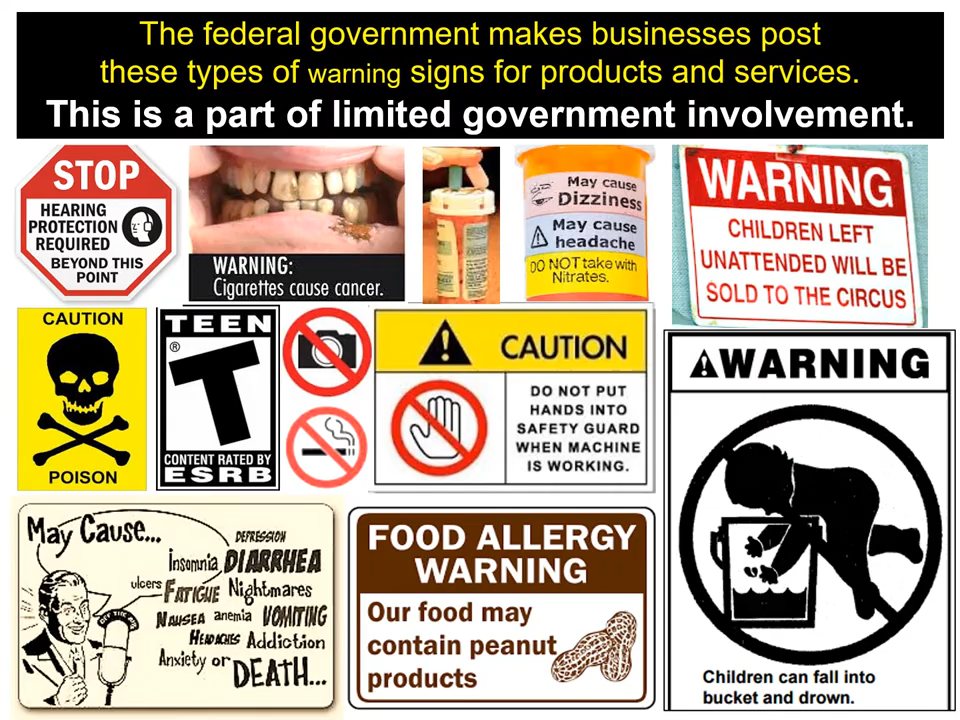 The federal government makes businesses post
these types of warning signs for products and services.
This is a part of limited government involvement.
STOP
HEARING
PROTECTION
REQUIRED
BEYOND THIS
POINT
WARNING:
Cigarettes cause cancer.
May cause
Dizziness
May cause
headache
DO NOT take with
Nitrates.
WARNING
CHILDREN LEFT
UNATTENDED WILL BE
SOLD TO THE CIRCUS
CAUTION
POISON
TEEN
®
T
CONTENT RATED BY
ESRB
CAUTION
DO NOT PUT
HANDS INTO
SAFETY GUARD
WHEN MACHINE
IS WORKING.
WARNING
Children can fall into
bucket and drown.
May Cause...
DEPRESSION
Insomnia DIARRHEA
ulcers FATIGUE Nightmares
NAUSEA anemia VOMITING
HEADACHES Addiction
Anxiety or DEATH...
FOOD ALLERGY
WARNING
Our food may
contain peanut
products